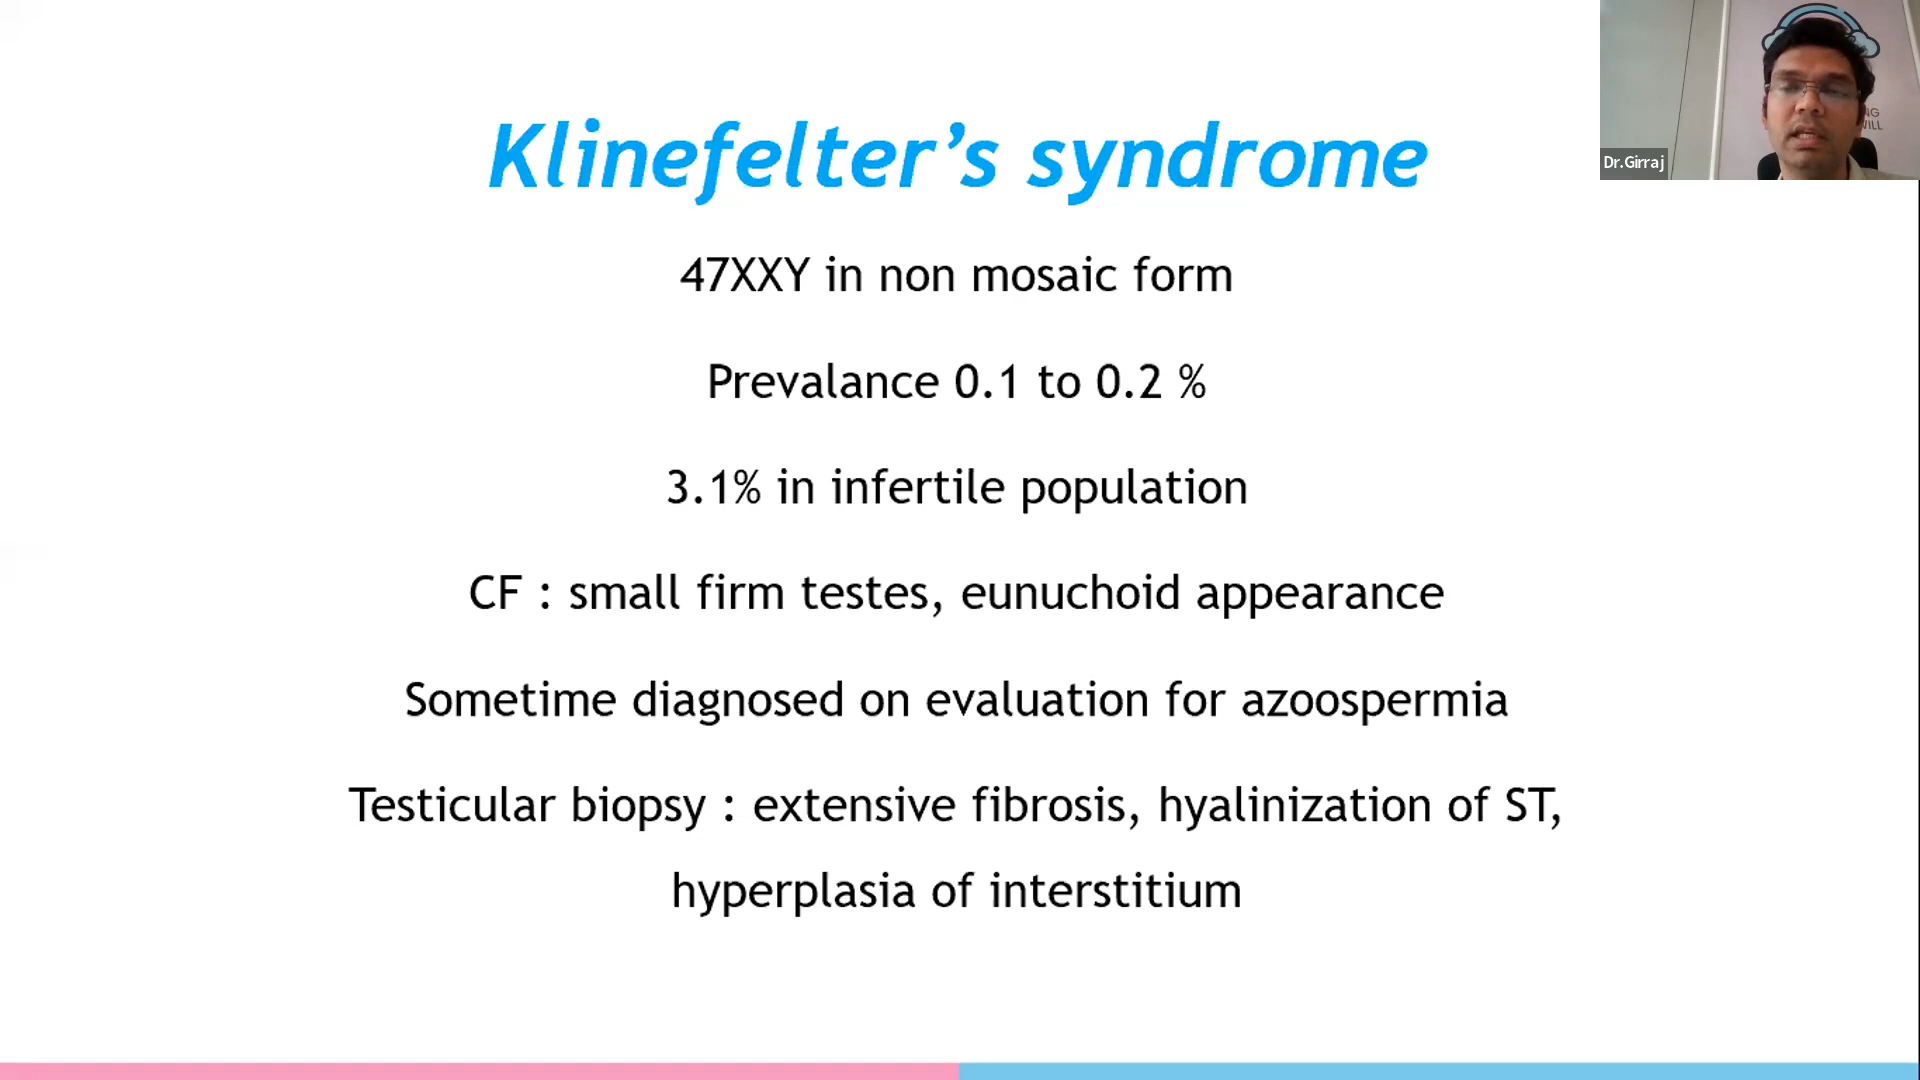 Klinefelter’s syndrome
47XXY in non mosaic form
Prevalance 0.1 to 0.2 %
3.1% in infertile population
CF : small firm testes, eunuchoid appearance
Sometime diagnosed on evaluation for azoospermia
Testicular biopsy : extensive fibrosis, hyalinization of ST,
hyperplasia of interstitium
Dr.Girraj